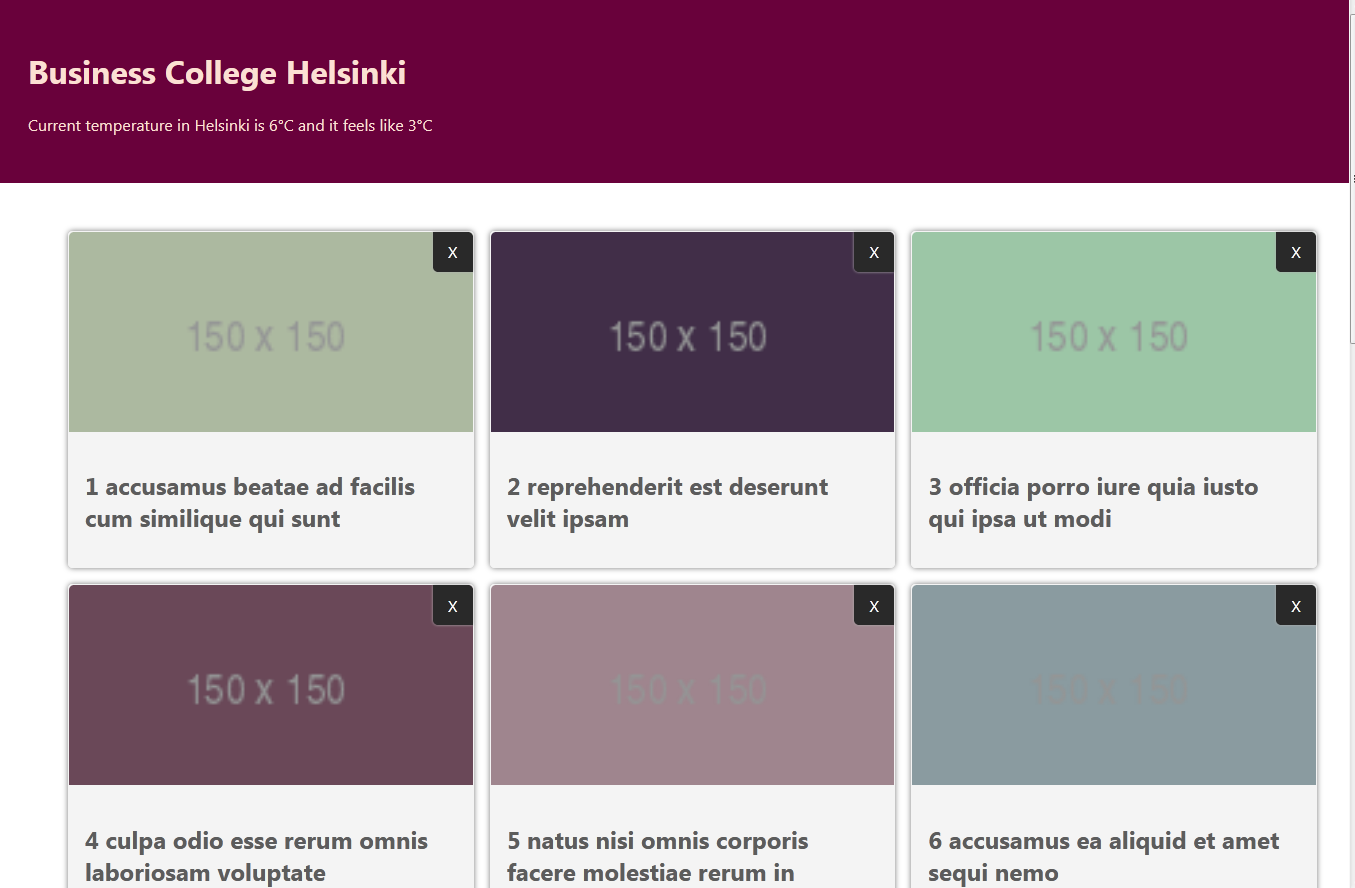 Business College Helsinki
Current temperature in Helsinki is 6°C and it feels like 3°C
X
150 x 150
1 accusamus beatae ad facilis
cum similique qui sunt
X
150 x 150
2 reprehenderit est deserunt
velit ipsam
X
150 x 150
3 officia porro iure quia iusto
qui ipsa ut modi
X
150 x 150
4 culpa odio esse rerum omnis
laboriosam voluptate
X
150 x 150
5 natus nisi omnis corporis
facere molestiae rerum in
X
150 x 150
6 accusamus ea aliquid et amet
sequi nemo